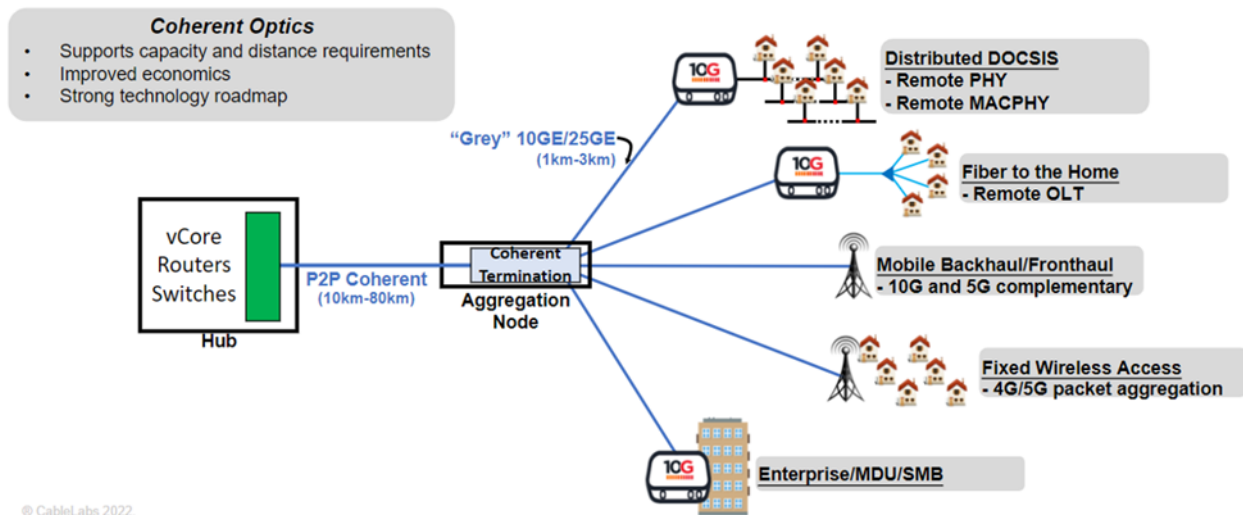 Coherent Optics
• Supports capacity and distance requirements
• Improved economics
• Strong technology roadmap
10G
Distributed DOCSIS
- Remote PHY
- Remote MACPHY
“Grey” 10GE/25GE
(1km-3km)
10G
Fiber to the Home
- Remote OLT
vCore
Routers
Switches
Hub
P2P Coherent
(10km-80km)
Coherent
Termination
Aggregation
Node
Mobile Backhaul/Fronthaul
- 10G and 5G complementary
Fixed Wireless Access
- 4G/5G packet aggregation
10G
Enterprise/MDU/SMB
© CableLabs 2022